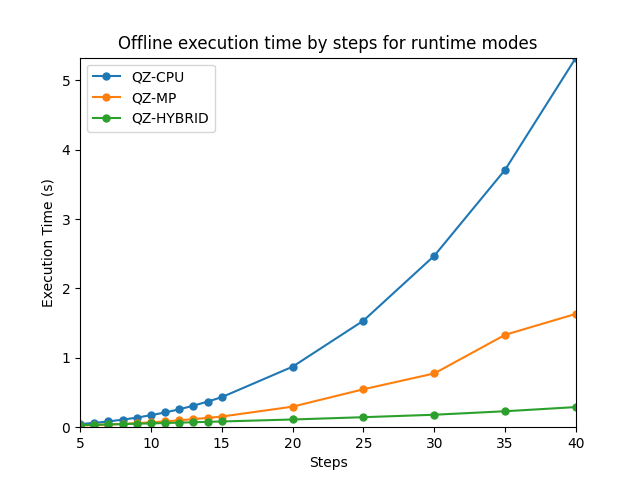 Offline execution time by steps for runtime modes
QZ-CPU
QZ-MP
QZ-HYBRID
Execution Time (s)
5
4
3
2
1
0
5 10 15 20 25 30 35 40
Steps